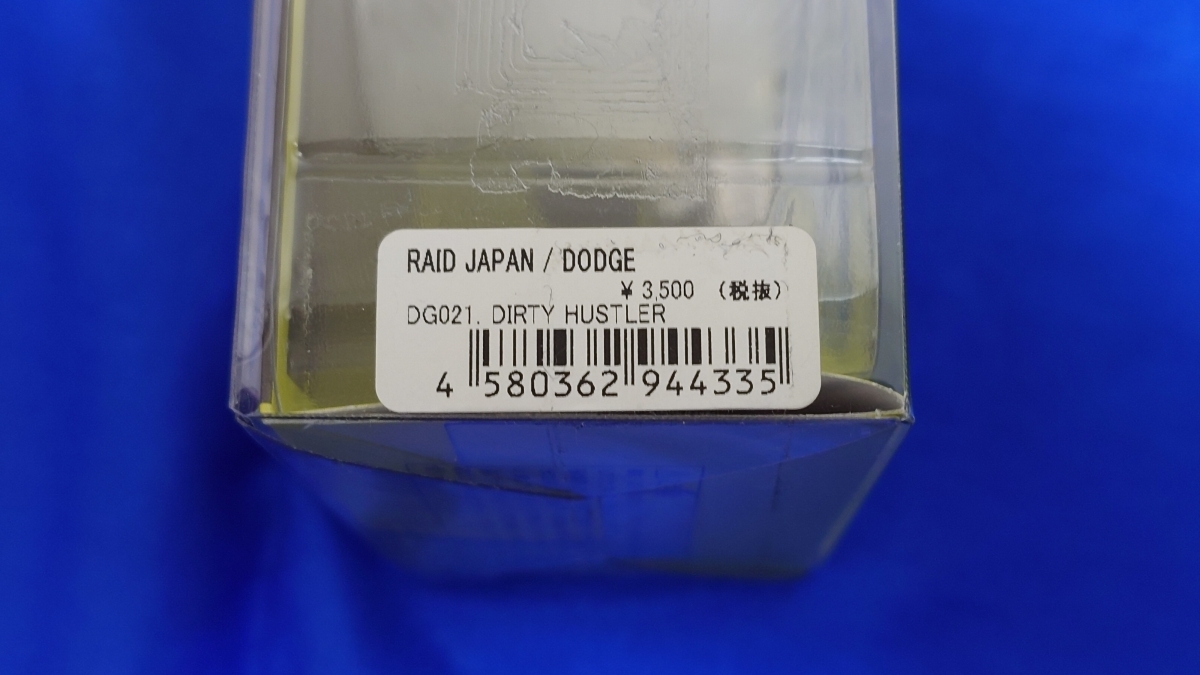 RAID JAPAN / DODGE
¥ 3,500 (税抜)
DG021. DIRTY HUSTLER
4 580362 944335